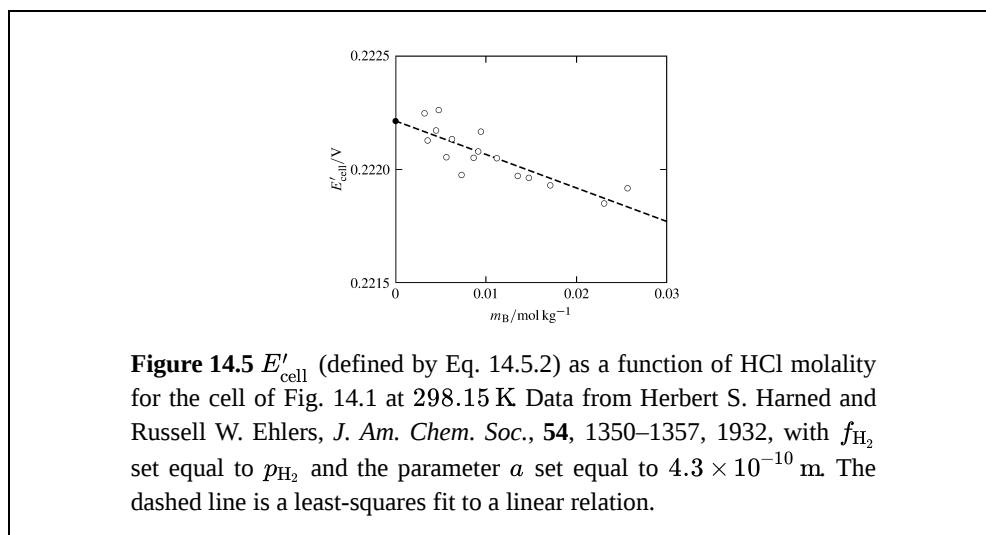 0.2225
0.2220
0.2215
E′cell/V
0 0.01 0.02 0.03
mB/mol kg−1
Figure 14.5 E′cell (defined by Eq. 14.5.2) as a function of HCl molality
for the cell of Fig. 14.1 at 298.15 K. Data from Herbert S. Harned and
Russell W. Ehlers, J. Am. Chem. Soc., 54, 1350–1357, 1932, with fH2
set equal to pH2 and the parameter a set equal to 4.3 × 10−10 m. The
dashed line is a least-squares fit to a linear relation.